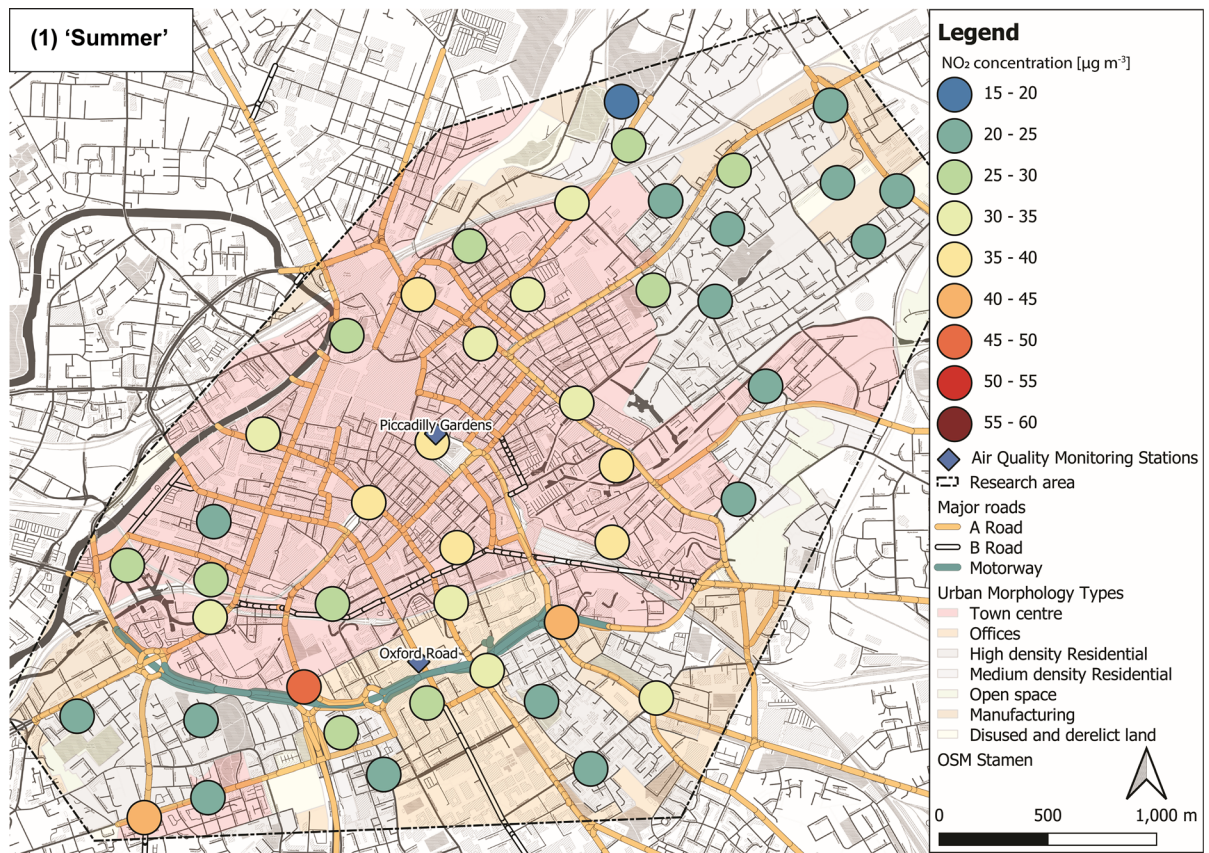 (1) ‘Summer’
Piccadilly Gardens
Oxford Road
Legend
NO₂ concentration [µg m⁻³]
15 - 20
20 - 25
25 - 30
30 - 35
35 - 40
40 - 45
45 - 50
50 - 55
55 - 60
Air Quality Monitoring Stations
Research area
Major roads
A Road
B Road
Motorway
Urban Morphology Types
Town centre
Offices
High density Residential
Medium density Residential
Open space
Manufacturing
Disused and derelict land
OSM Stamen
0 500 1,000 m